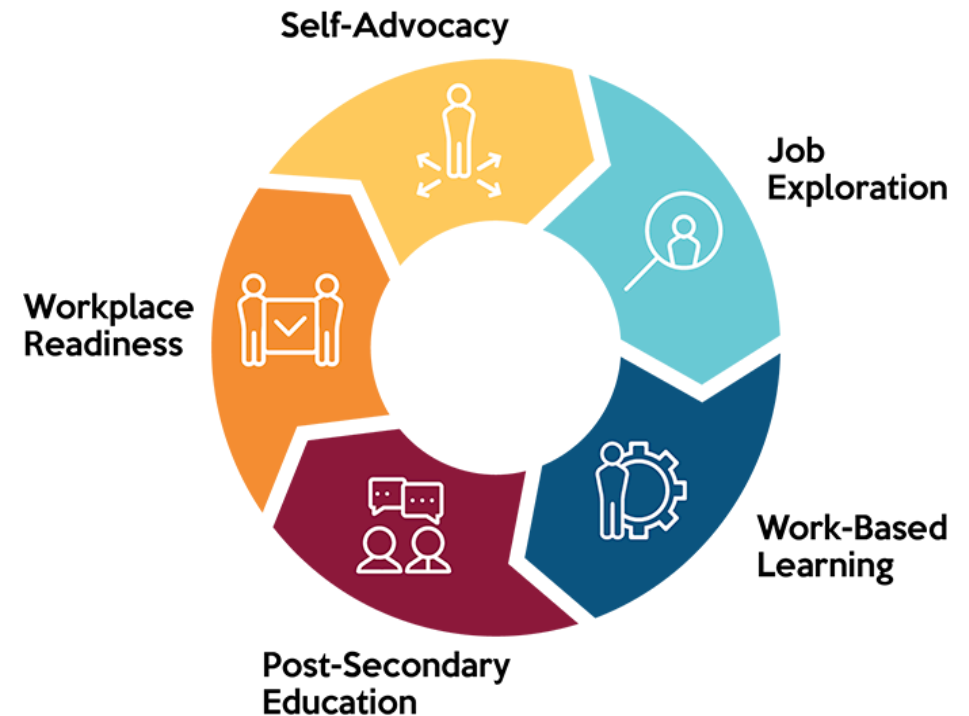 Self-Advocacy
Job
Exploration
Workplace
Readiness
Work-Based
Learning
Post-Secondary
Education